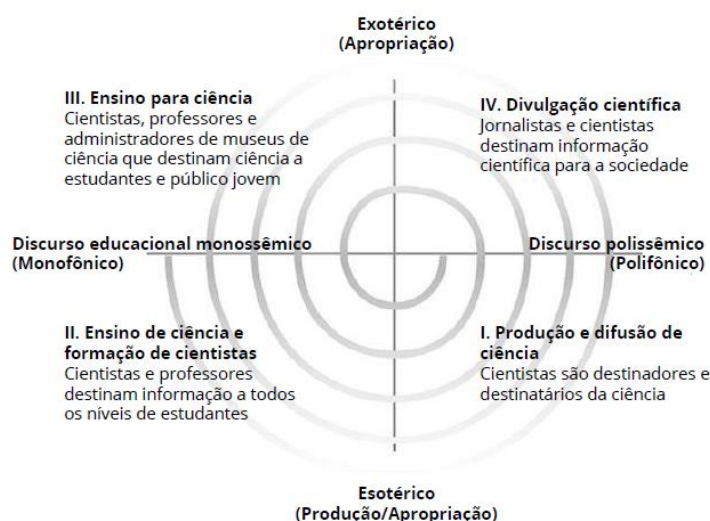 Exotérico
(Apropriação)
III. Ensino para ciência
Cientistas, professores e
administradores de museus de
ciência que destinam ciência a
estudantes e público jovem
IV. Divulgação científica
Jornalistas e cientistas
destinam informação
científica para a sociedade
Discurso educacional monossêmico
(Monofônico)
Discurso polissêmico
(Polifônico)
II. Ensino de ciência e
formação de cientistas
Cientistas e professores
destinam informação a todos
os níveis de estudantes
I. Produção e difusão de
ciência
Cientistas são destinadores e
destinatários da ciência
Esotérico
(Produção/Apropriação)